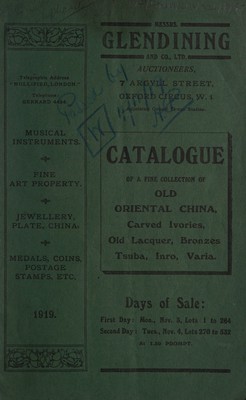 MESSRS.
GLENDINING
AND CO., LTD.
AUCTIONEERS,
7 ARGYLL STREET,
OXFORD CIRCUS, W. 1
Telegraphic Address
LONDON."
Telephone:
GERRARD
MUSICAL
INSTRUMENTS.
FINE
ART PROPERTY.
JEWELLERY,
PLATE, CHINA.
MEDALS, COINS,
POSTAGE
STAMPS, ETC.
1919.
CATALOGUE
OF A FINE COLLECTION OF
OLD
ORIENTAL CHINA,
Carved Ivories,
Old Lacquer, Bronzes
Tsuba, Inro, Varia.
Days of Sale:
First Day: Mon., Nov. 3, Lots 1 to 264
Second Day: Tues., Nov. 4, Lots 270 to
At 1.30 PROMPT.